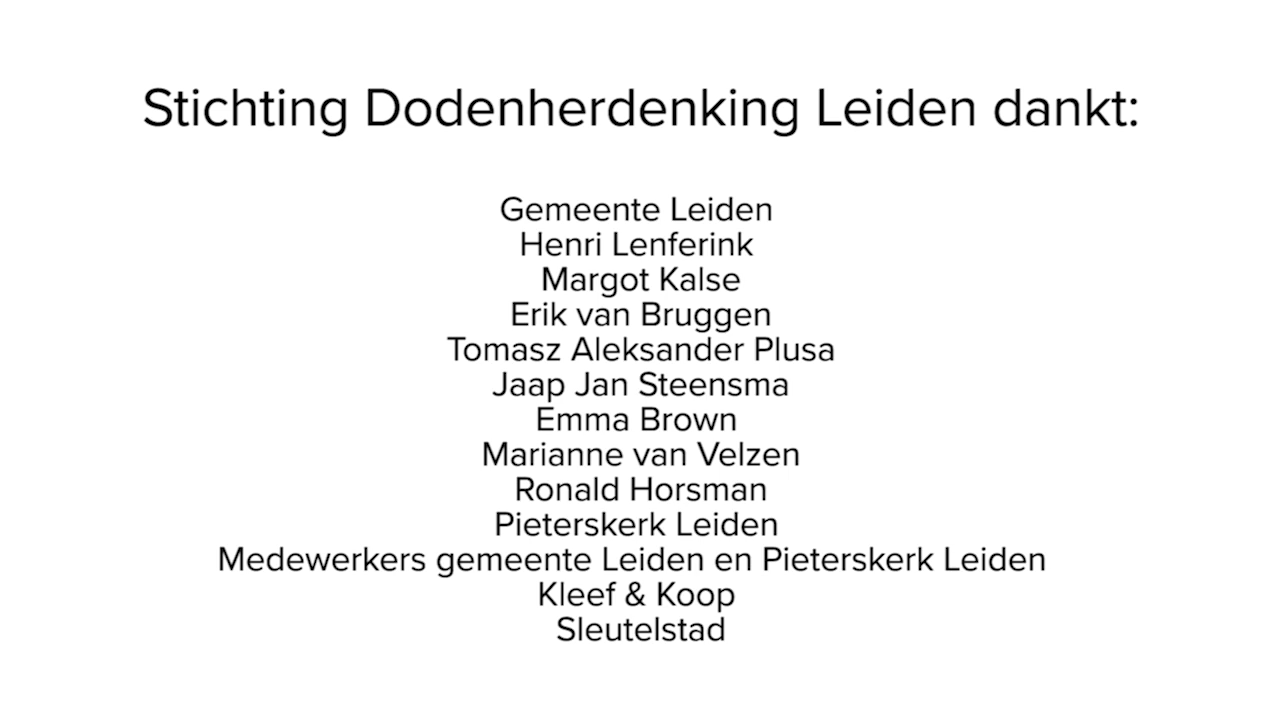 Stichting Dodenherdenking Leiden dankt:
Gemeente Leiden
Henri Lenferink
Margot Kalse
Erik van Bruggen
Tomasz Aleksander Plusa
Jaap Jan Steensma
Emma Brown
Marianne van Velzen
Ronald Horsman
Pieterskerk Leiden
Medewerkers gemeente Leiden en Pieterskerk Leiden
Kleef & Koop
Sleutelstad